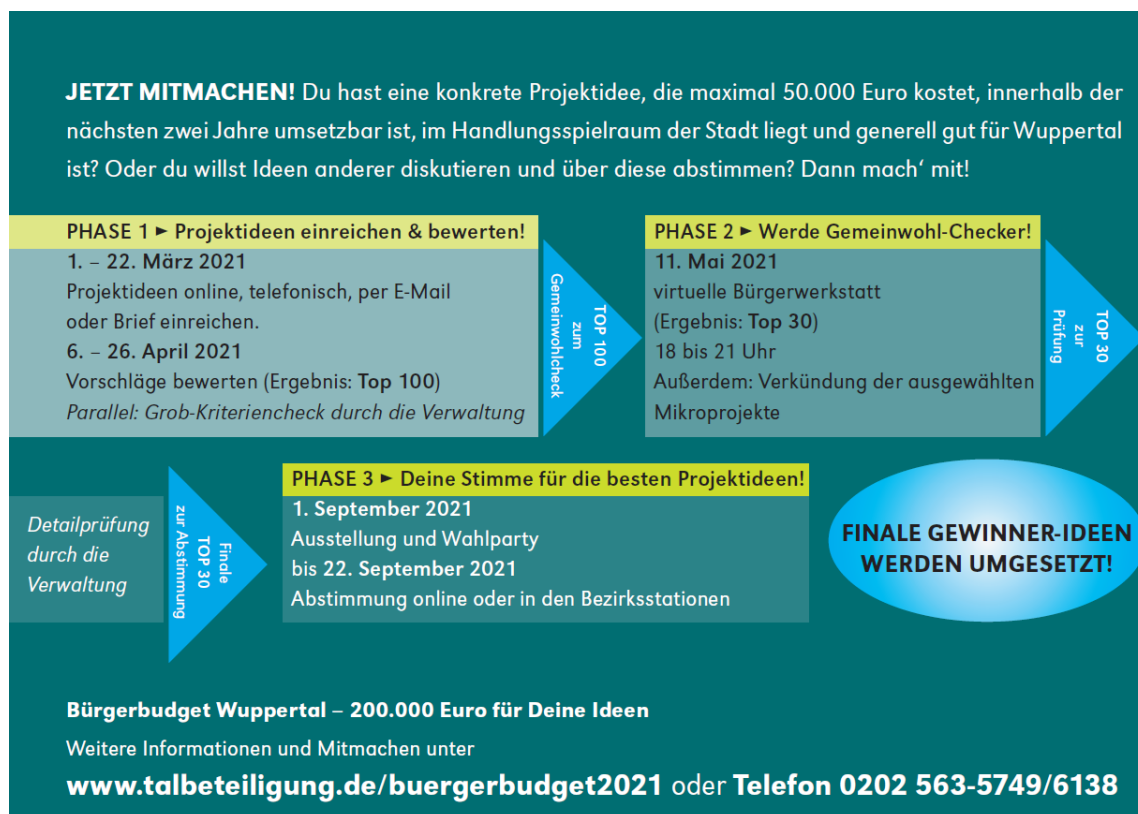 JETZT MITMACHEN! Du hast eine konkrete Projektidee, die maximal 50.000 Euro kostet, innerhalb der
nächsten zwei Jahre umsetzbar ist, im Handlungsspielraum der Stadt liegt und generell gut für Wuppertal
ist? Oder du willst Ideen anderer diskutieren und über diese abstimmen? Dann mach‘ mit!
PHASE 1 ► Projektideen einreichen & bewerten!
1. – 22. März 2021
Projektideen online, telefonisch, per E-Mail
oder Brief einreichen.
6. – 26. April 2021
Vorschläge bewerten (Ergebnis: Top 100)
Parallel: Grob-Kriteriencheck durch die Verwaltung
TOP 100
zum
Gemeinwohlcheck
PHASE 2 ► Werde Gemeinwohl-Checker!
11. Mai 2021
virtuelle Bürgerwerkstatt
(Ergebnis: Top 30)
18 bis 21 Uhr
Außerdem: Verkündung der ausgewählten
Mikroprojekte
TOP 30
zur
Prüfung
Detailprüfung
durch die
Verwaltung
Finale
TOP 30
zur Abstimmung
PHASE 3 ► Deine Stimme für die besten Projektideen!
1. September 2021
Ausstellung und Wahlparty
bis 22. September 2021
Abstimmung online oder in den Bezirksstationen
FINALE GEWINNER-IDEEN
WERDEN UMGESETZT!
Bürgerbudget Wuppertal – 200.000 Euro für Deine Ideen
Weitere Informationen und Mitmachen unter
www.talbeteiligung.de/buergerbudget2021 oder Telefon 0202 563-5749/6138